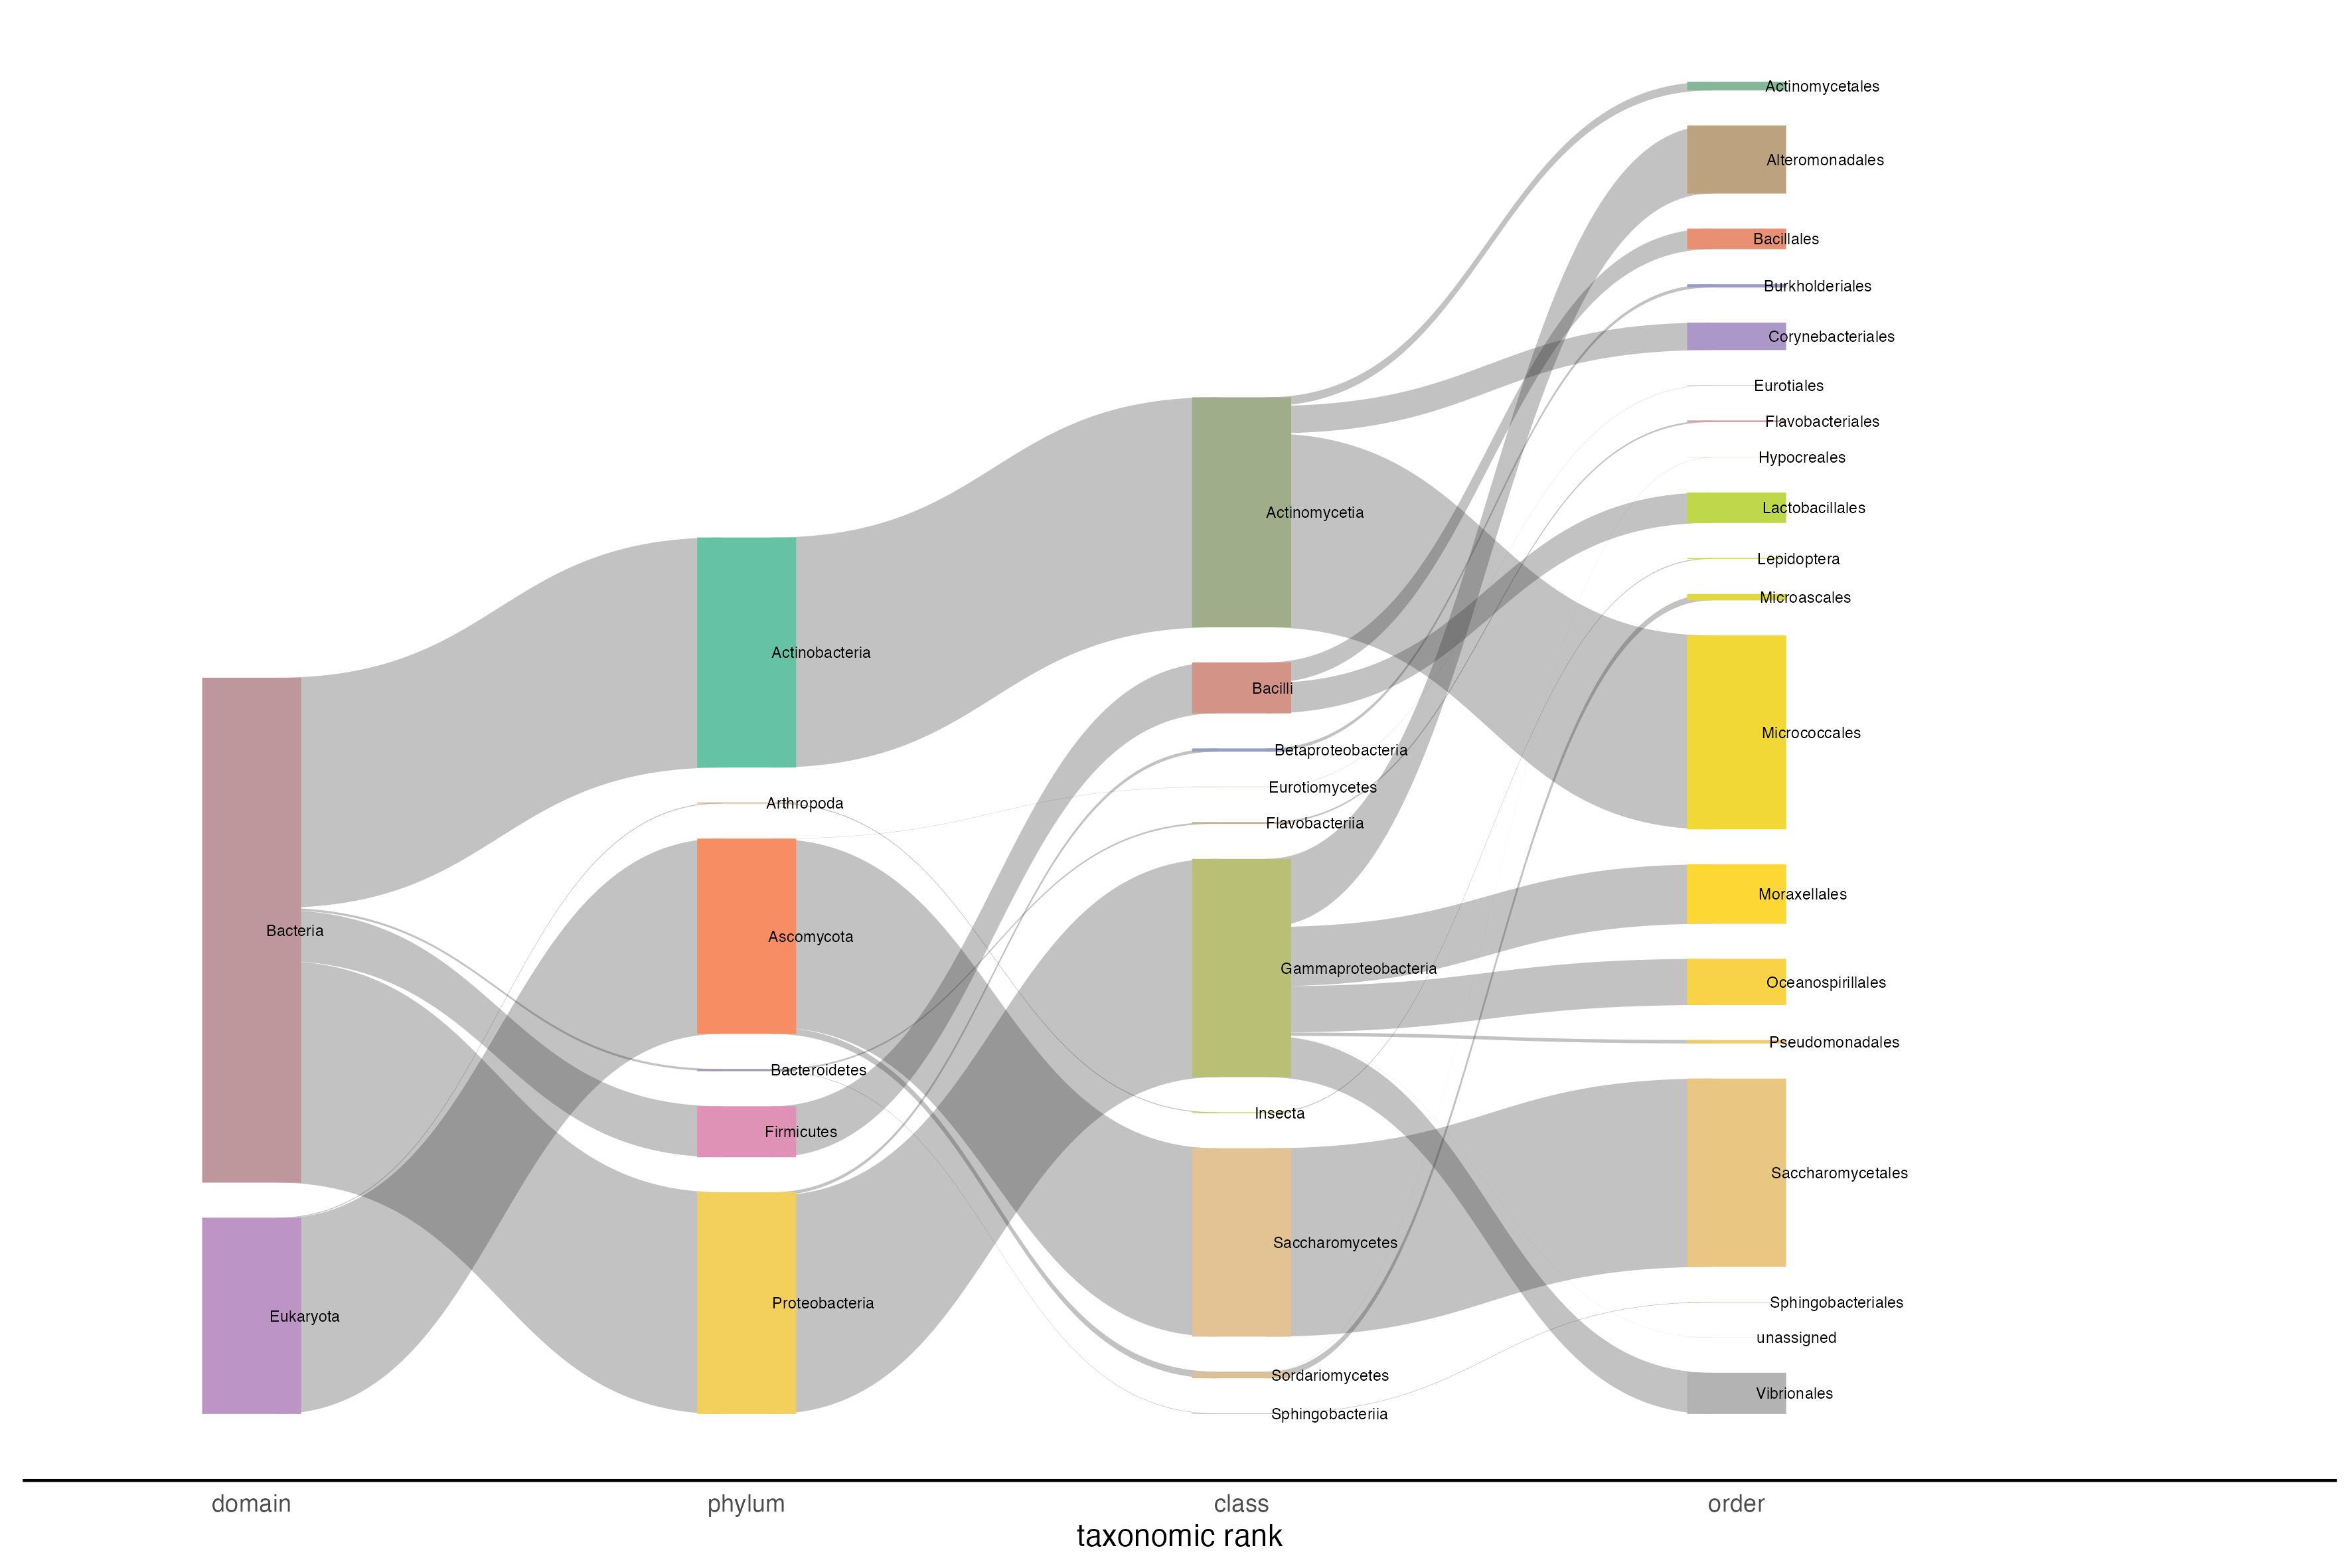 Bacteria
Eukaryota
Actinobacteria
Arthropoda
Ascomycota
Bacteroidetes
Firmicutes
Proteobacteria
Actinomycetia
Bacilli
Betaproteobacteria
Eurotiomycetes
Flavobacteriia
Gammaproteobacteria
Insecta
Saccharomycetes
Sordariomycetes
Sphingobacteriia
Actinomycetales
Alteromonadales
Bacillales
Burkholderiales
Corynebacteriales
Eurotiales
Flavobacteriales
Hypocreales
Lactobacillales
Lepidoptera
Microascales
Micrococcales
Moraxellales
Oceanospirillales
Pseudomonadales
Saccharomycetales
Sphingobacteriales
unassigned
Vibrionales
domain phylum class order
taxonomic rank